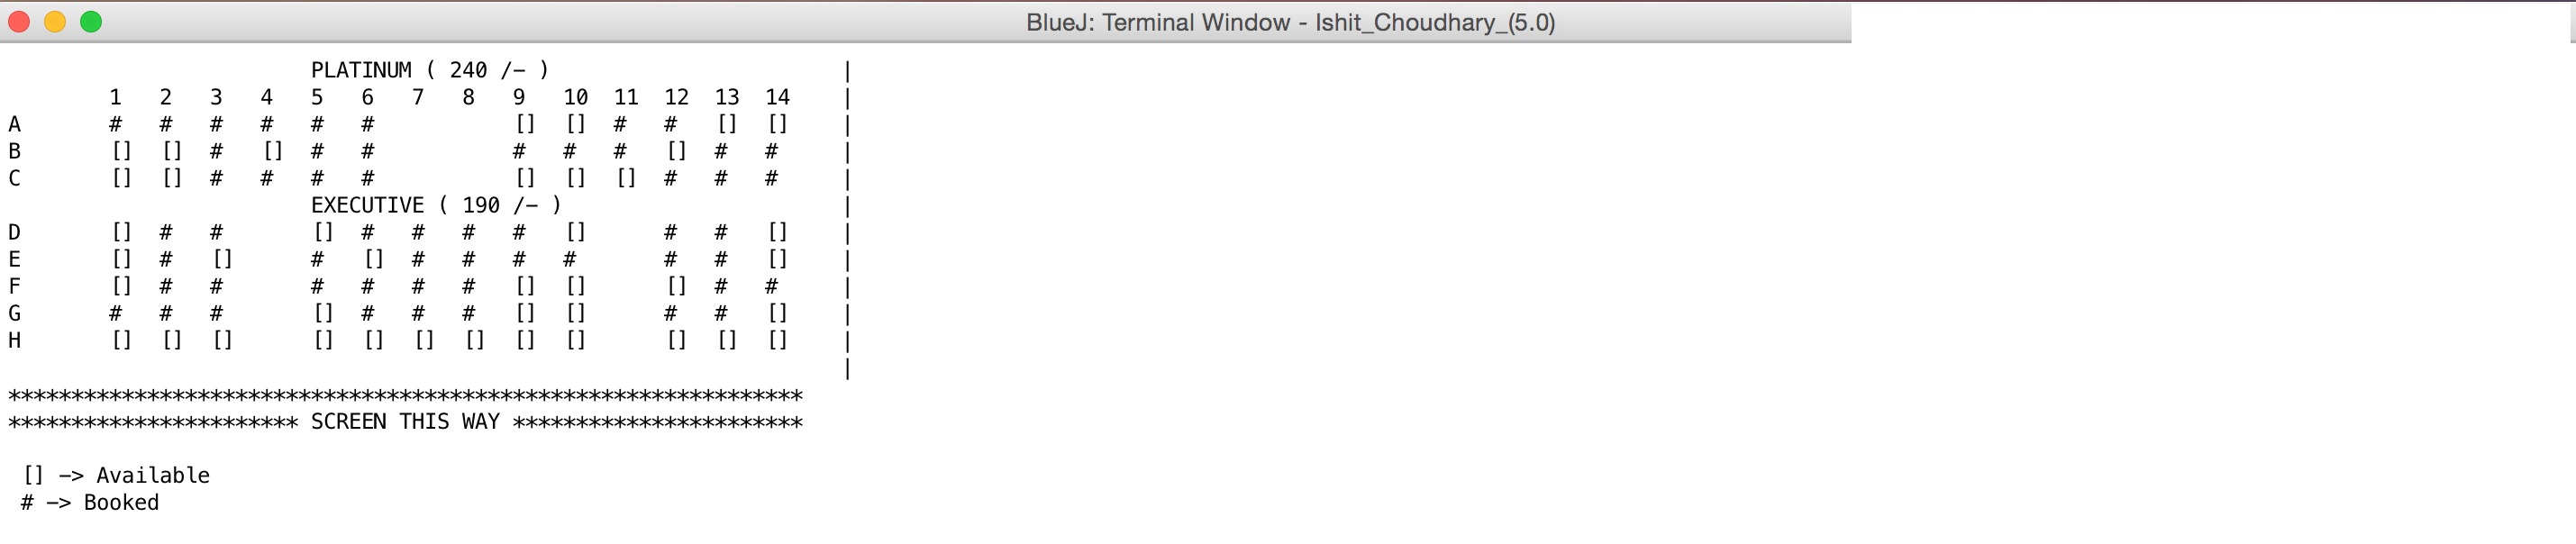 BlueJ: Terminal Window - Ishit_Choudhary_(5.0)
                        PLATINUM ( 240 /- )                       |
        1   2   3   4   5   6   7   8   9   10  11  12  13  14    |
A       #   #   #   #   #   #           []  []  #   #   []  []    |
B       []  []  #   []  #   #           #   #   #   []  #   #     |
C       []  []  #   #   #   #           []  []  []  #   #   #     |
                        EXECUTIVE ( 190 /- )                      |
D       []  #   #       []  #   #   #   #   []      #   #   []    |
E       []  #   []      #   []  #   #   #   #       #   #   []    |
F       []  #   #       #   #   #   #   []  []      []  #   #     |
G       #   #   #       []  #   #   #   []  []      #   #   []    |
H       []  []  []      []  []  []  []  []  []      []  []  []    |
                                                                  |
***************************************************************
*********************** SCREEN THIS WAY ***********************
 [] -> Available
 # -> Booked